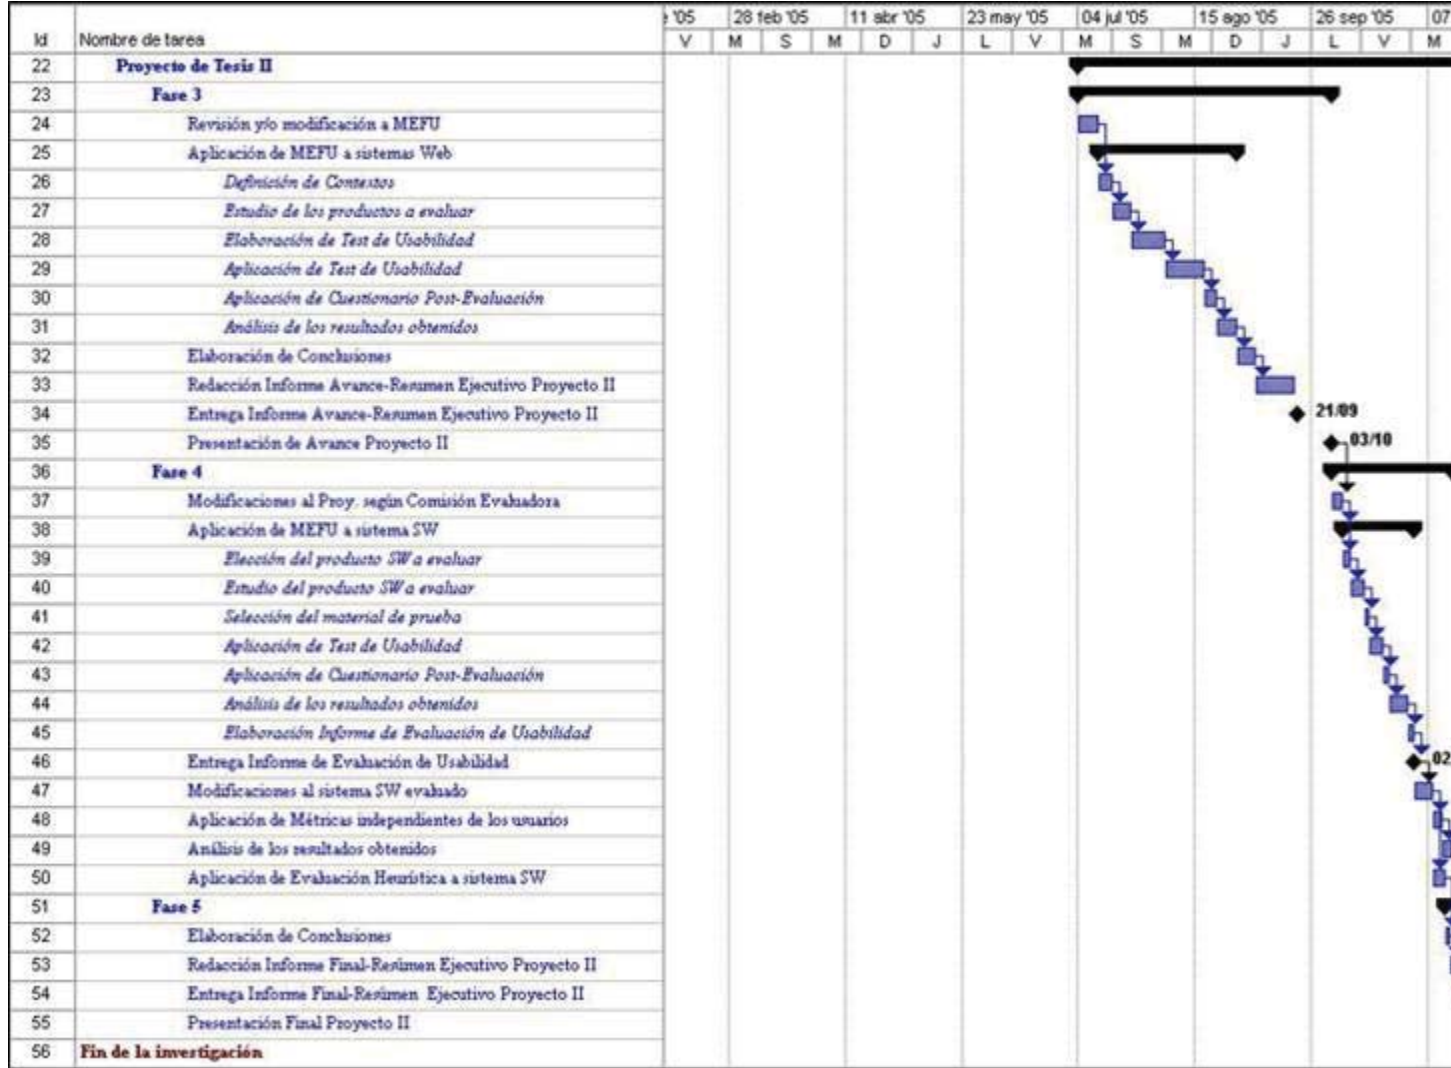 '05 28 feb '05 11 abr '05 23 may '05 04 jul '05 15 ago '05 26 sep '05 07
Id Nombre de tarea V M S M D J L V M S M D J L V M
22 Proyecto de Tesis II
23 Fase 3
24 Revisión y/o modificación a MEFU
25 Aplicación de MEFU a sistemas Web
26 Definición de Contextos
27 Estudio de los productos a evaluar
28 Elaboración de Test de Usabilidad
29 Aplicación de Test de Usabilidad
30 Aplicación de Cuestionario Post-Evaluación
31 Análisis de los resultados obtenidos
32 Elaboración de Conclusiones
33 Redacción Informe Avance-Resumen Ejecutivo Proyecto II
34 Entrega Informe Avance-Resumen Ejecutivo Proyecto II 21/09
35 Presentación de Avance Proyecto II 03/10
36 Fase 4
37 Modificaciones al Proy. según Comisión Evaluadora
38 Aplicación de MEFU a sistema SW
39 Elección del producto SW a evaluar
40 Estudio del producto SW a evaluar
41 Selección del material de prueba
42 Aplicación de Test de Usabilidad
43 Aplicación de Cuestionario Post-Evaluación
44 Análisis de los resultados obtenidos
45 Elaboración Informe de Evaluación de Usabilidad
46 Entrega Informe de Evaluación de Usabilidad 02
47 Modificaciones al sistema SW evaluado
48 Aplicación de Métricas independientes de los usuarios
49 Análisis de los resultados obtenidos
50 Aplicación de Evaluación Heurística a sistema SW
51 Fase 5
52 Elaboración de Conclusiones
53 Redacción Informe Final-Resúmen Ejecutivo Proyecto II
54 Entrega Informe Final-Resúmen Ejecutivo Proyecto II
55 Presentación Final Proyecto II
56 Fin de la investigación